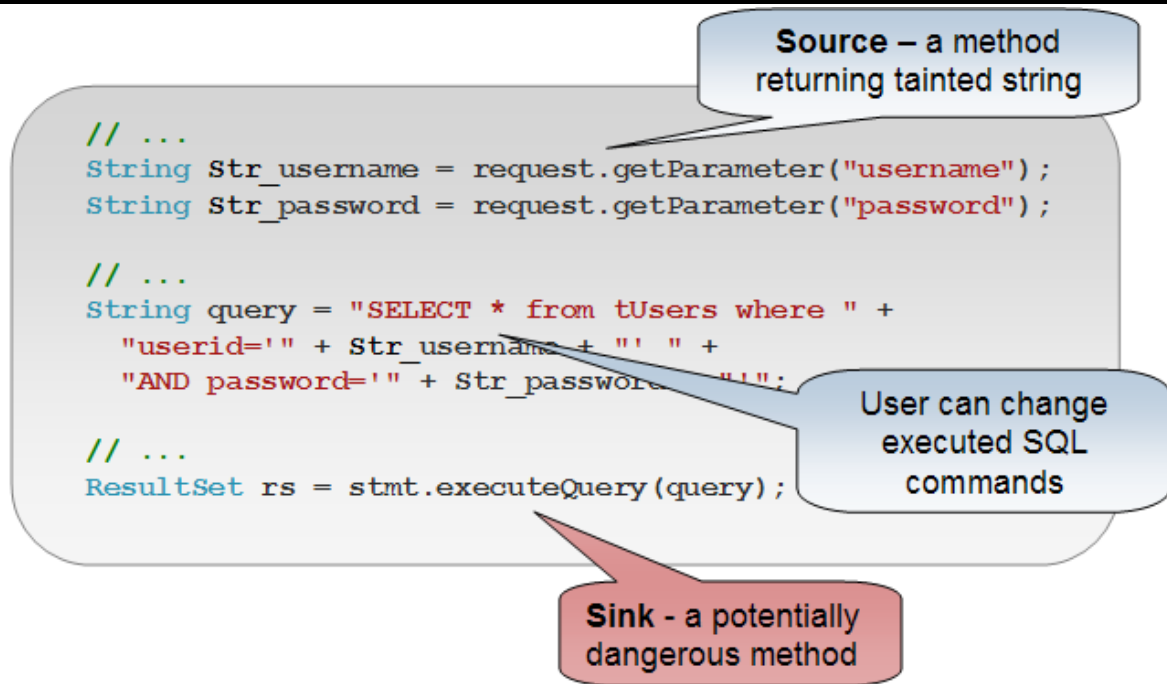 Source – a method
returning tainted string
// ...
String Str_username = request.getParameter("username");
String Str_password = request.getParameter("password");
// ...
String query = "SELECT * from tUsers where " +
"userid='" + Str_username + "' " +
"AND password='" + Str_password "'";
User can change
executed SQL
commands
// ...
ResultSet rs = stmt.executeQuery(query);
Sink - a potentially
dangerous method